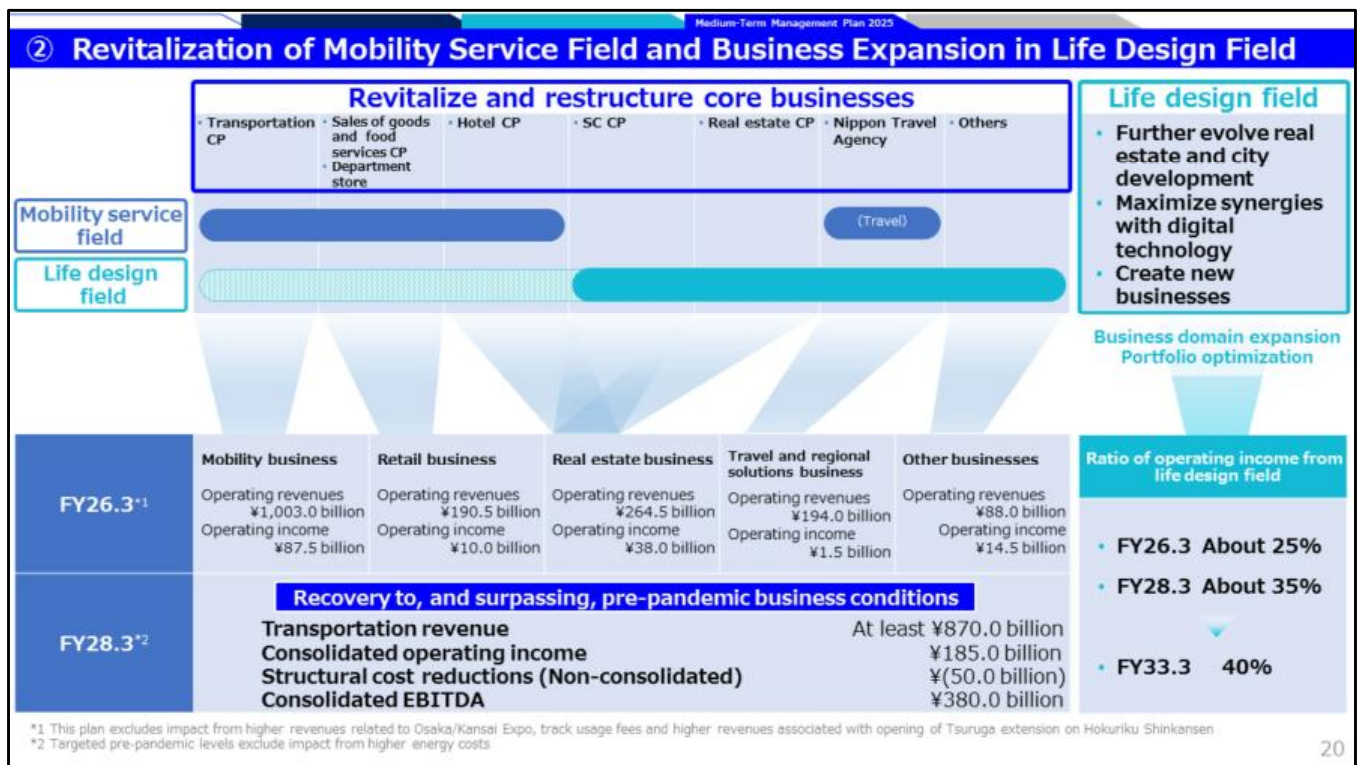 Medium-Term Management Plan 2025
② Revitalization of Mobility Service Field and Business Expansion in Life Design Field
Revitalize and restructure core businesses
・Transportation
CP
・Sales of goods
and food
services CP
・Department
store
・Hotel CP
・SC CP
・Real estate CP
・Nippon Travel
Agency
・Others
Mobility service
field
(Travel)
Life design
field
Life design field
・Further evolve real
estate and city
development
・Maximize synergies
with digital
technology
・Create new
businesses
Business domain expansion
Portfolio optimization
FY26.3*1
Mobility business
Operating revenues
¥1,003.0 billion
Operating income
¥87.5 billion
Retail business
Operating revenues
¥190.5 billion
Operating income
¥10.0 billion
Real estate business
Operating revenues
¥264.5 billion
Operating income
¥38.0 billion
Travel and regional
solutions business
Operating revenues
¥194.0 billion
Operating income
¥1.5 billion
Other businesses
Operating revenues
¥88.0 billion
Operating income
¥14.5 billion
FY28.3*2
Recovery to, and surpassing, pre-pandemic business conditions
Transportation revenue At least ¥870.0 billion
Consolidated operating income ¥185.0 billion
Structural cost reductions (Non-consolidated) ¥(50.0 billion)
Consolidated EBITDA ¥380.0 billion
Ratio of operating income from
life design field
・FY26.3 About 25%
・FY28.3 About 35%
・FY33.3 40%
*1 This plan excludes impact from higher revenues related to Osaka/Kansai Expo, track usage fees and higher revenues associated with opening of Tsuruga extension on Hokuriku Shinkansen
*2 Targeted pre-pandemic levels exclude impact from higher energy costs
20